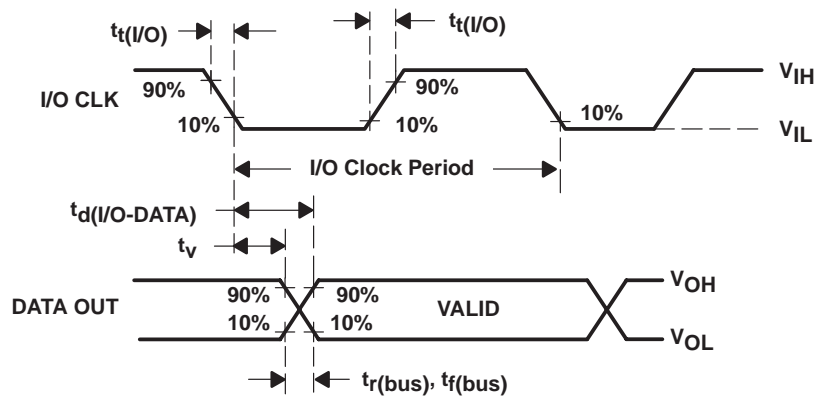 tt(I/O) tt(I/O)
VIH
90% 90%
I/O CLK
10% 10% 10%
VIL
I/O Clock Period
td(I/O-DATA)
tv
VOH
90% 90%
DATA OUT VALID
10% 10%
VOL
tr(bus), tf(bus)